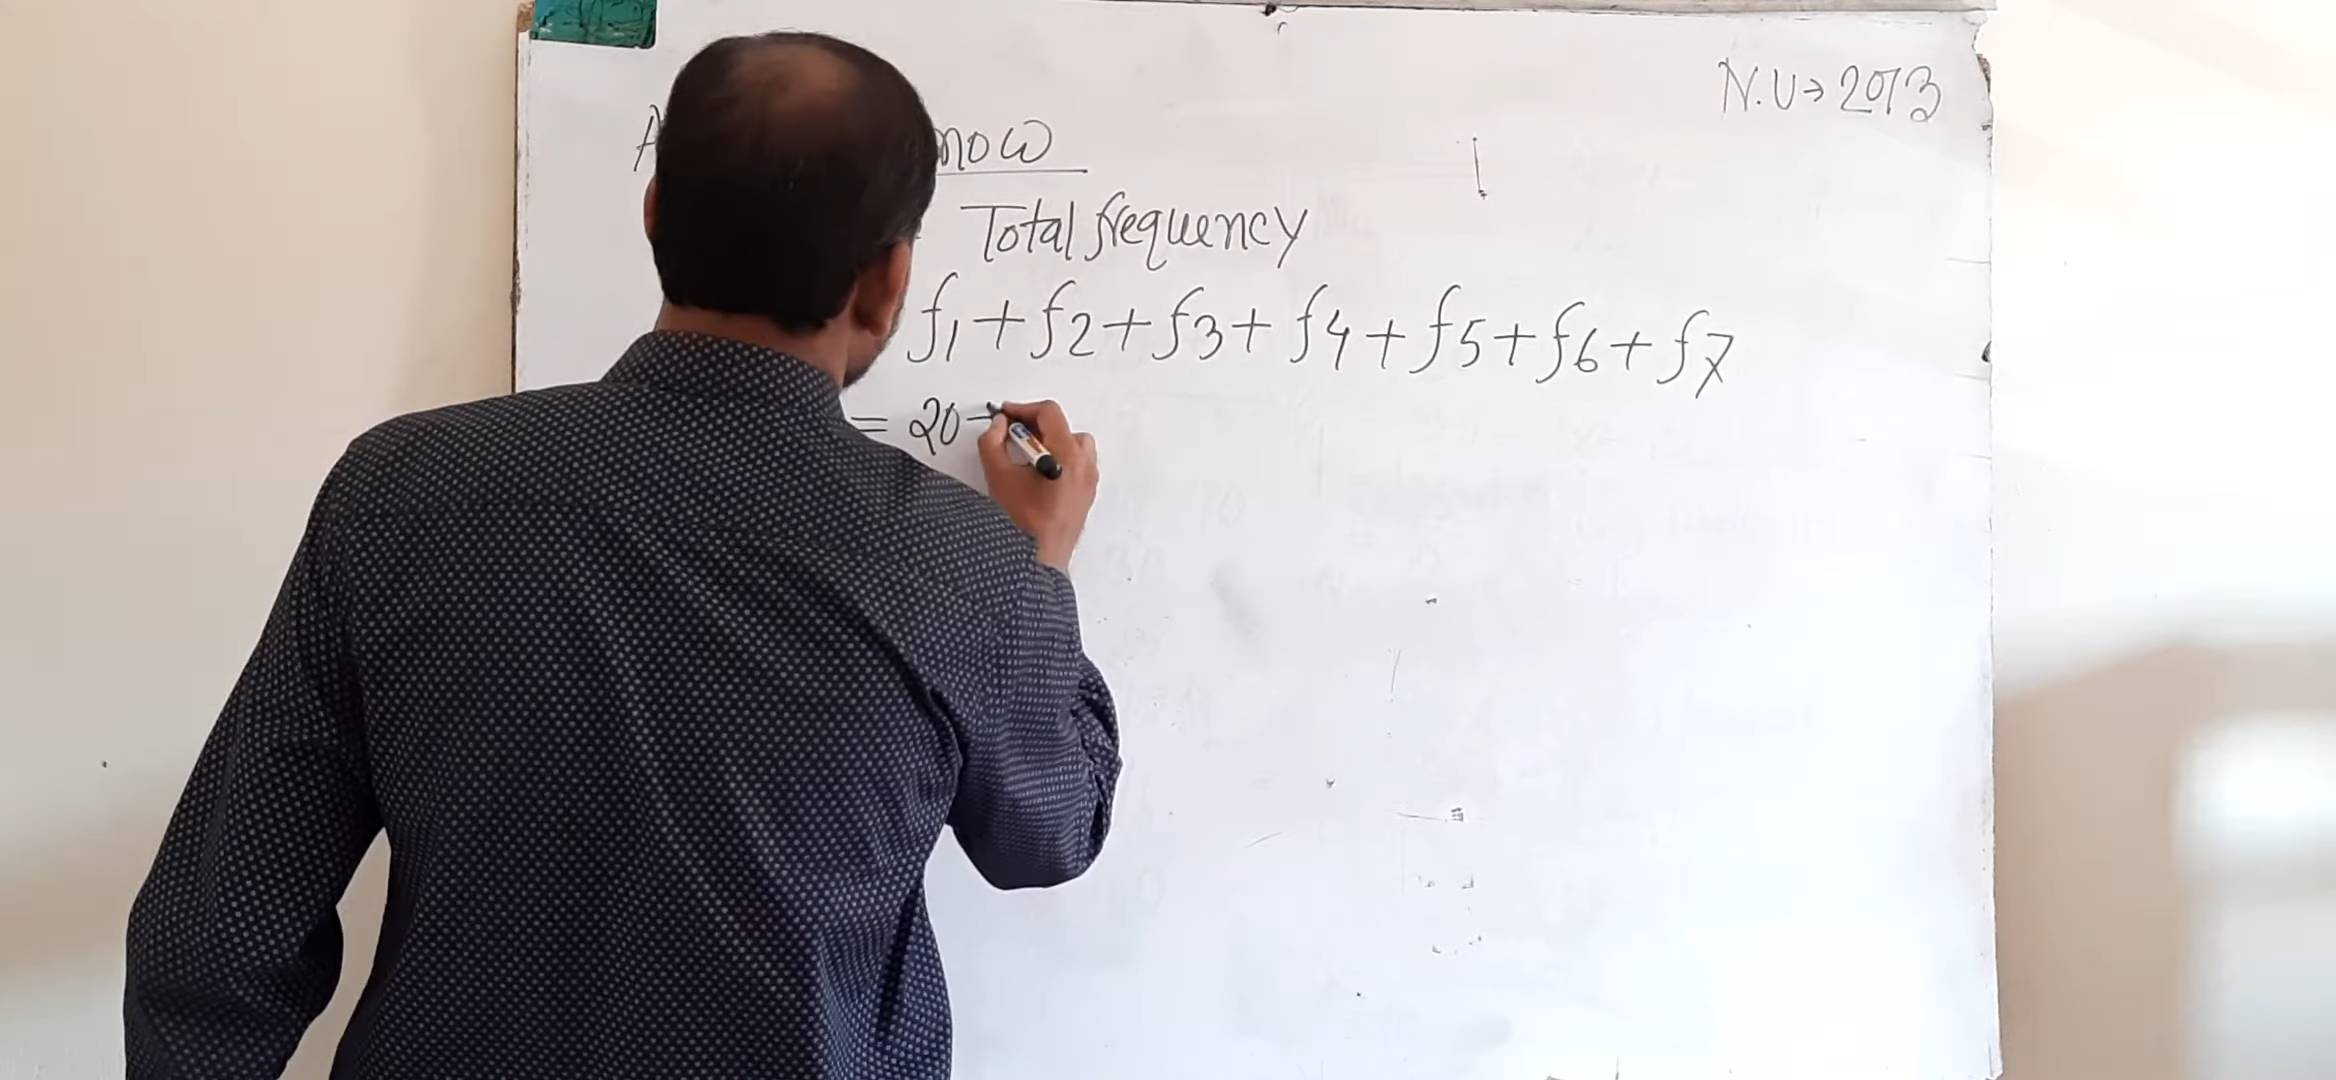 N.U→2013
now
Total frequency
f1+f2+f3+f4+f5+f6+f7
= 20+